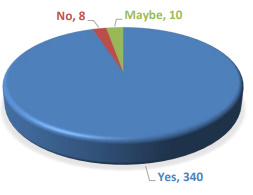 No, 8
Maybe, 10
Yes, 340